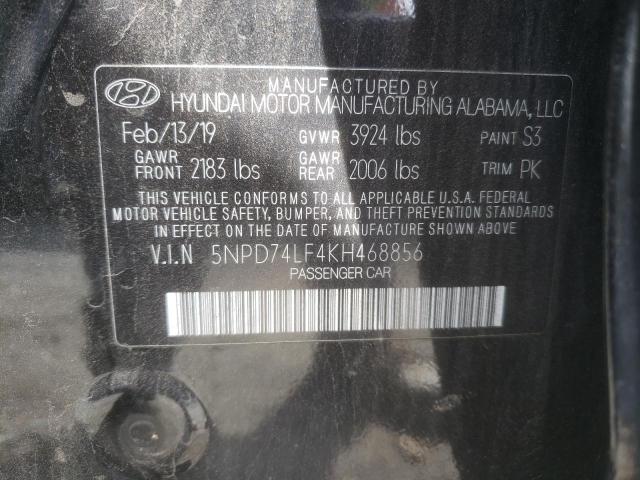 MANUFACTURED BY
HYUNDAI MOTOR MANUFACTURING ALABAMA, LLC
Feb/13/19 GVWR 3924 lbs PAINT S3
GAWR FRONT 2183 lbs GAWR REAR 2006 lbs TRIM PK
THIS VEHICLE CONFORMS TO ALL APPLICABLE U.S.A. FEDERAL
MOTOR VEHICLE SAFETY, BUMPER, AND THEFT STANDARDS
IN EFFECT ON THE DATE OF MANUFACTURE SHOWN ABOVE.
V.I.N 5NPD74LF4KH468856
PASSENGER CAR